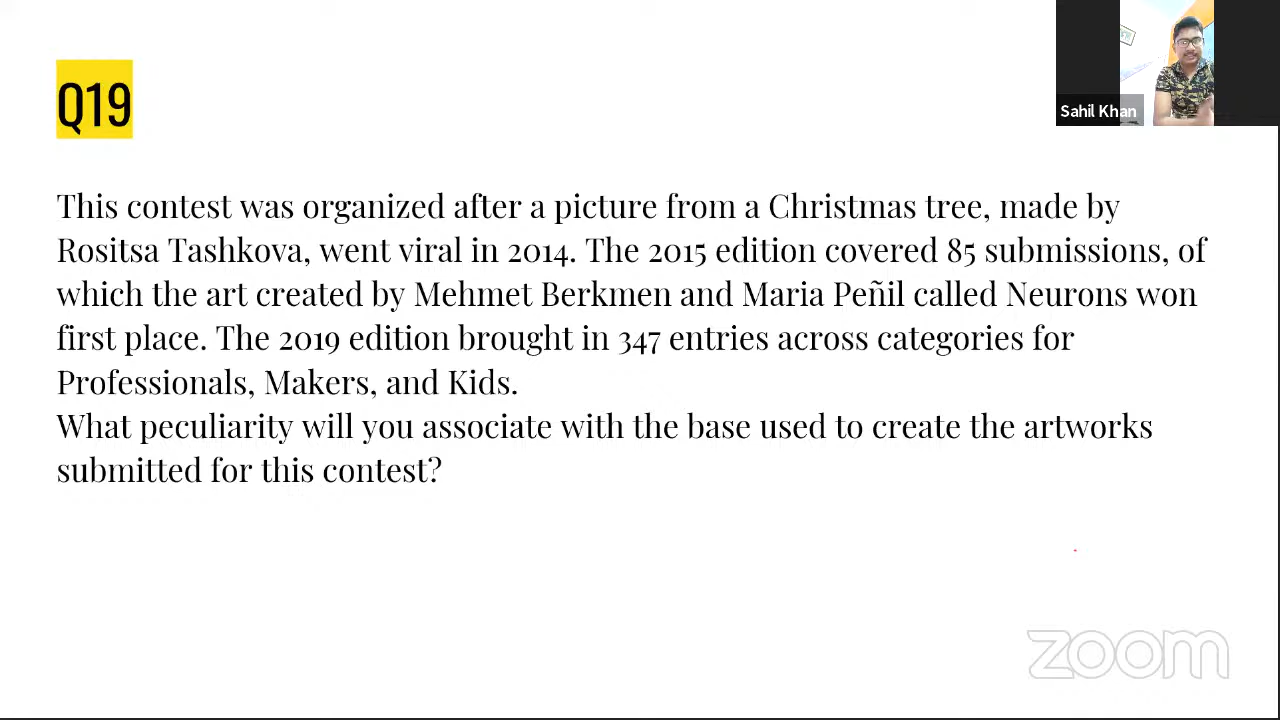 Q19
Sahil Khan
This contest was organized after a picture from a Christmas tree, made by
Rositsa Tashkova, went viral in 2014. The 2015 edition covered 85 submissions, of
which the art created by Mehmet Berkmen and Maria Peñil called Neurons won
first place. The 2019 edition brought in 347 entries across categories for
Professionals, Makers, and Kids.
What peculiarity will you associate with the base used to create the artworks
submitted for this contest?
zoom